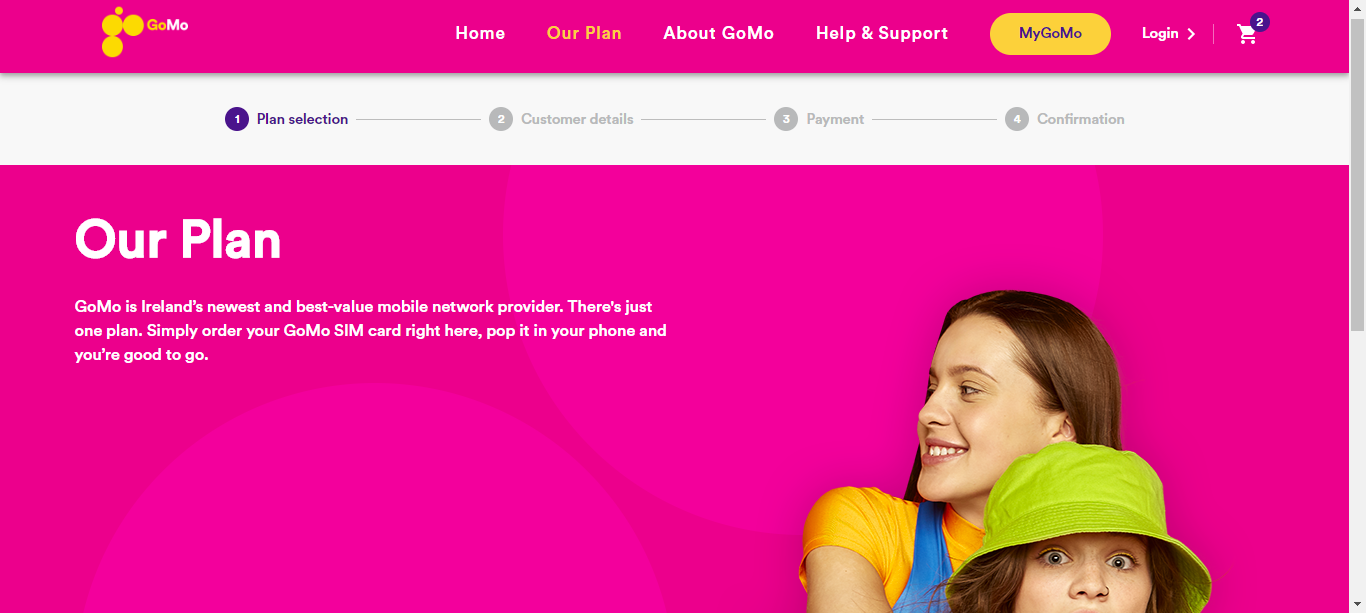 GoMo
Home
Our Plan
About GoMo
Help & Support
MyGoMo
Login
2
1 Plan selection
2 Customer details
3 Payment
4 Confirmation
Our Plan
GoMo is Ireland’s newest and best-value mobile network provider. There's just
one plan. Simply order your GoMo SIM card right here, pop it in your phone and
you’re good to go.